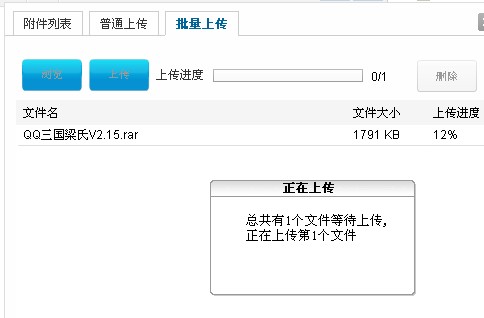 附件列表 普通上传 批量上传
浏览 上传 上传进度 0/1 删除
文件名 文件大小 上传进度
QQ三国梁氏V2.15.rar 1791 KB 12%
正在上传
总共有1个文件等待上传,
正在上传第1个文件